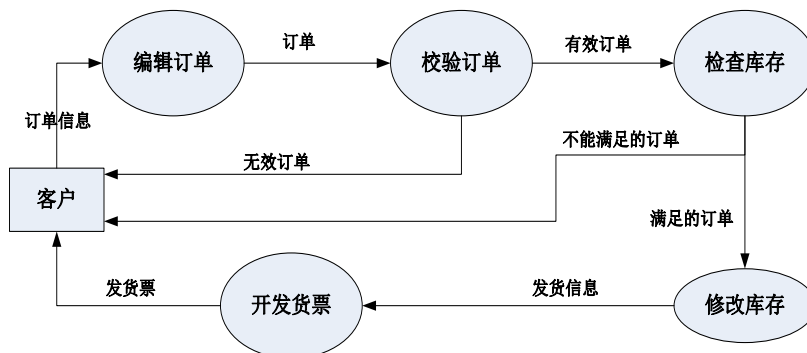 编辑订单
订单
校验订单
有效订单
检查库存
订单信息
无效订单
不能满足的订单
客户
满足的订单
发货票
开发货票
发货信息
修改库存